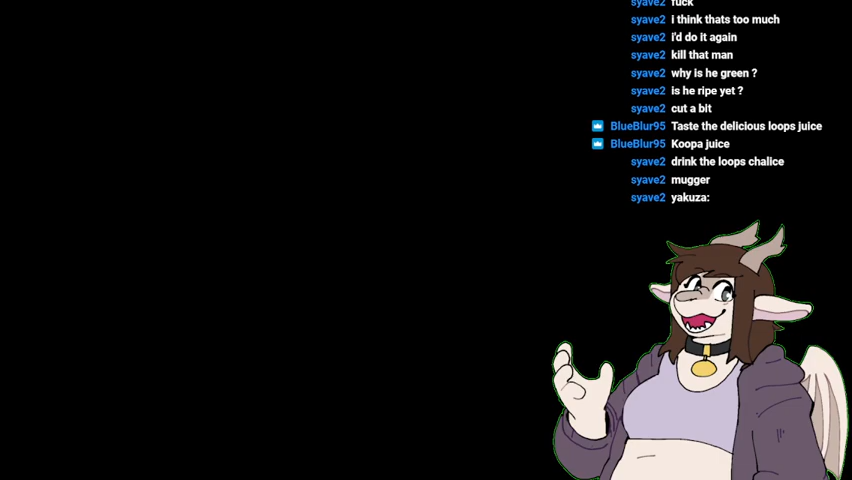 syave2 fuck
syave2 i think thats too much
syave2 i'd do it again
syave2 kill that man
syave2 why is he green ?
syave2 is he ripe yet ?
syave2 cut a bit
BlueBlur95 Taste the delicious loops juice
BlueBlur95 Koopa juice
syave2 drink the loops chalice
syave2 mugger
syave2 yakuza: